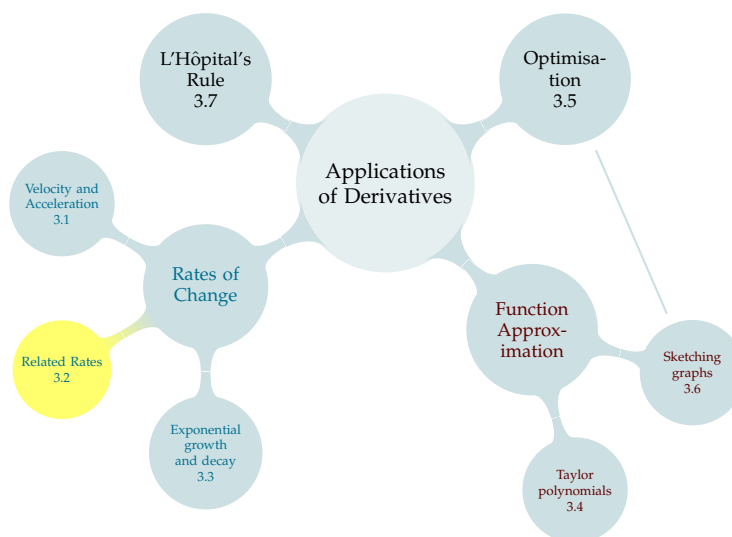 L'Hôpital's
Rule
3.7
Optimisa-
tion
3.5
Applications
of Derivatives
Velocity and
Acceleration
3.1
Rates of
Change
Related Rates
3.2
Exponential
growth
and decay
3.3
Function
Approx-
imation
Sketching
graphs
3.6
Taylor
polynomials
3.4